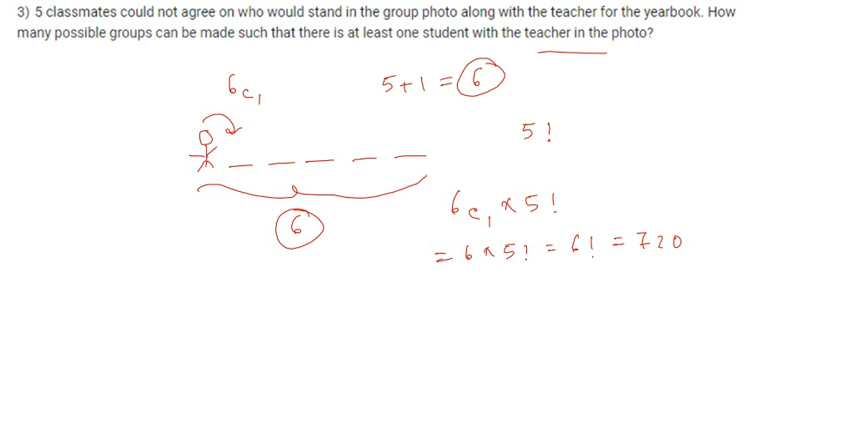 3) 5 classmates could not agree on who would stand in the group photo along with the teacher for the yearbook. How
many possible groups can be made such that there is at least one student with the teacher in the photo?
6c₁
5+1 = 6
5!
6
6c₁ × 5!
= 6 × 5! = 6! = 720